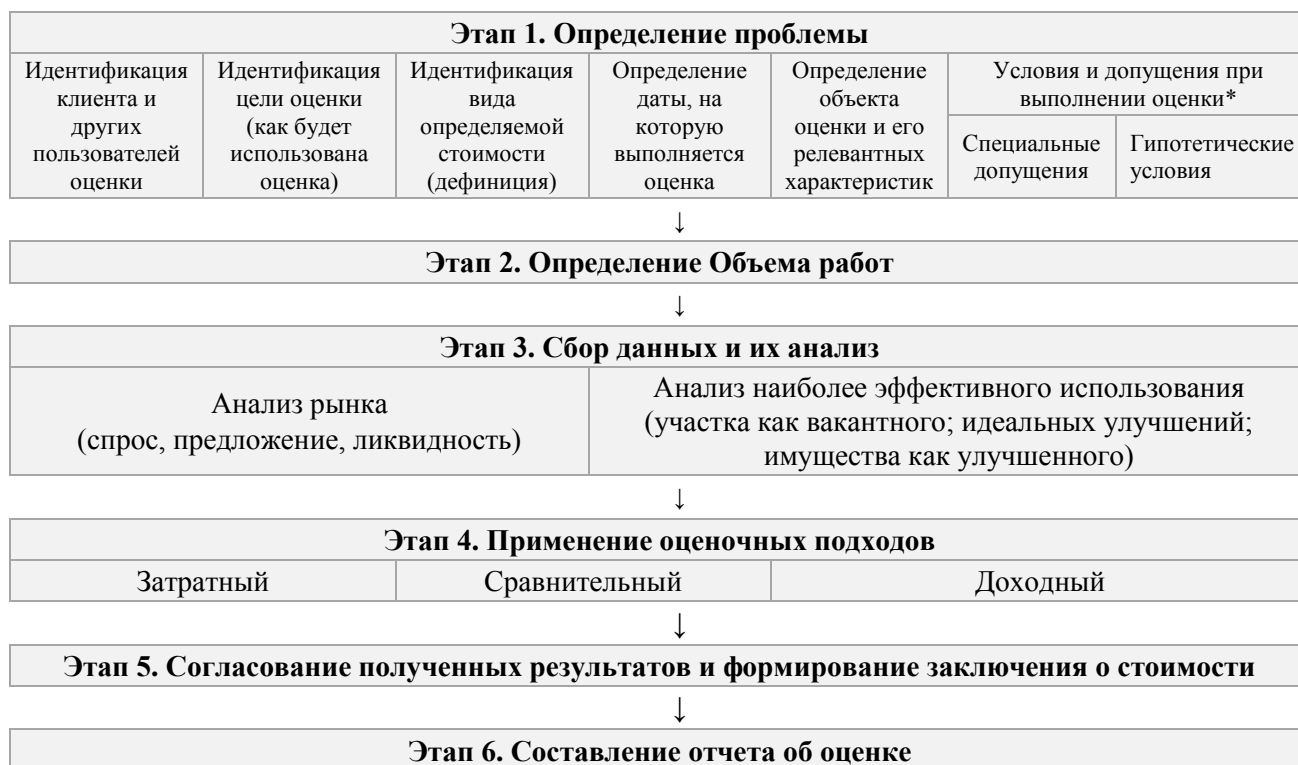 Этап 1. Определение проблемы
Идентификация
клиента и
других
пользователей
оценки
Идентификация
цели оценки
(как будет
использована
оценка)
Идентификация
вида
определяемой
стоимости
(дефиниция)
Определение
даты, на
которую
выполняется
оценка
Определение
объекта
оценки и его
релевантных
характеристик
Условия и допущения при
выполнении оценки*
Специальные
допущения
Гипотетические
условия
↓
Этап 2. Определение Объема работ
↓
Этап 3. Сбор данных и их анализ
Анализ рынка
(спрос, предложение, ликвидность)
Анализ наиболее эффективного использования
(участка как вакантного; идеальных улучшений;
имущества как улучшенного)
↓
Этап 4. Применение оценочных подходов
Затратный
Сравнительный
Доходный
↓
Этап 5. Согласование полученных результатов и формирование заключения о стоимости
↓
Этап 6. Составление отчета об оценке